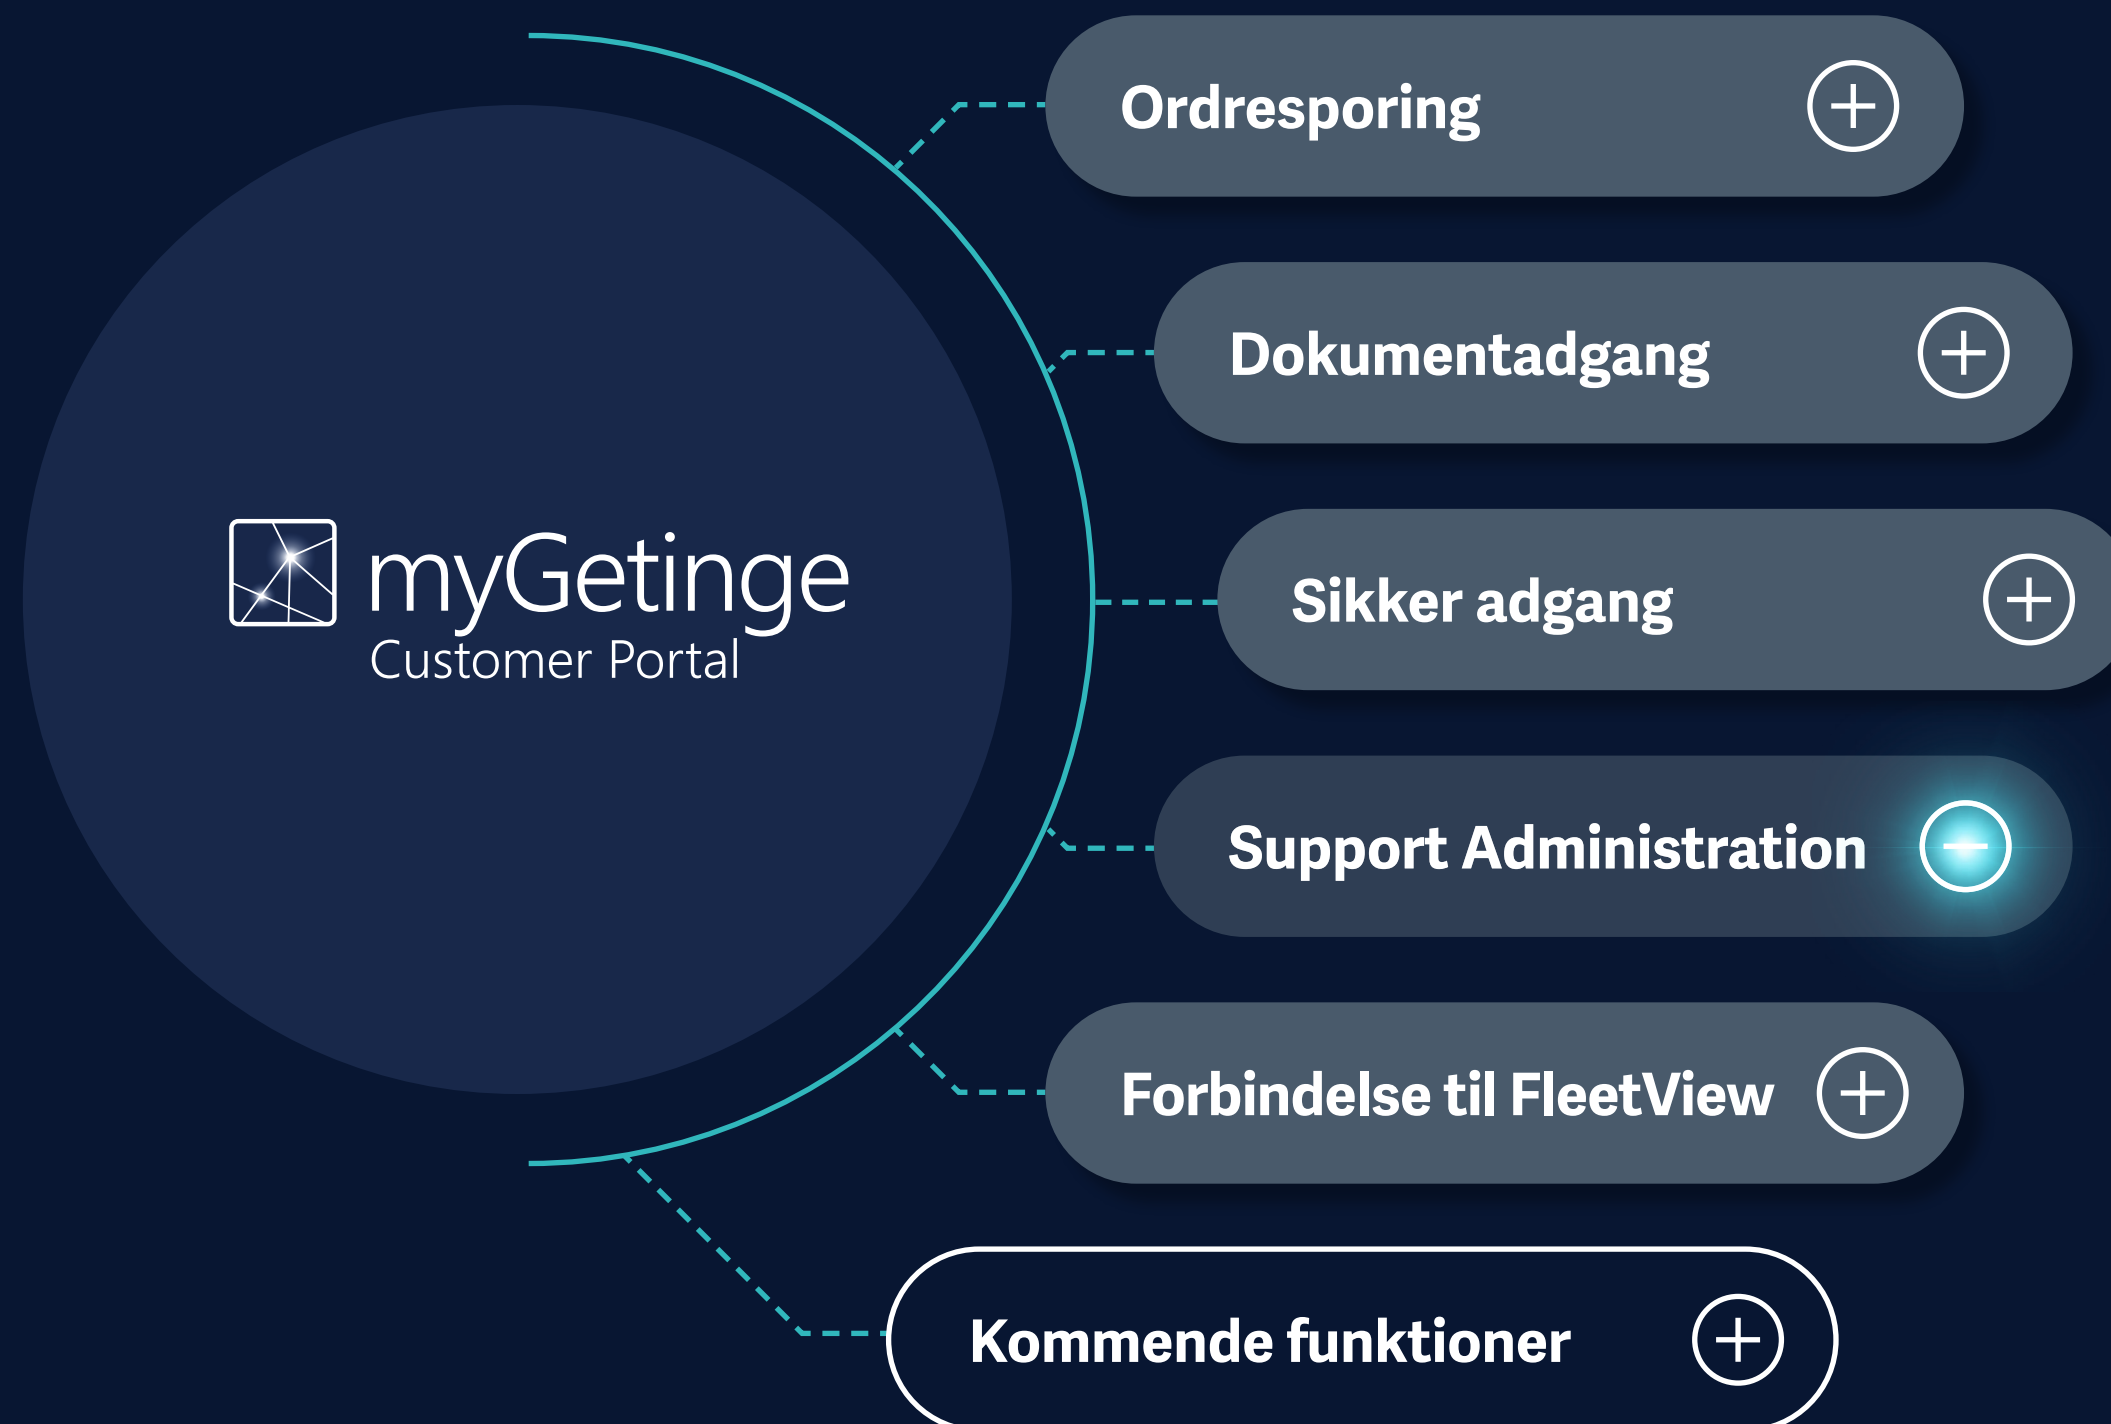 myGetinge
Customer Portal
Ordresporing
Dokumentadgang
Sikker adgang
Support Administration
Forbindelse til FleetView
Kommende funktioner